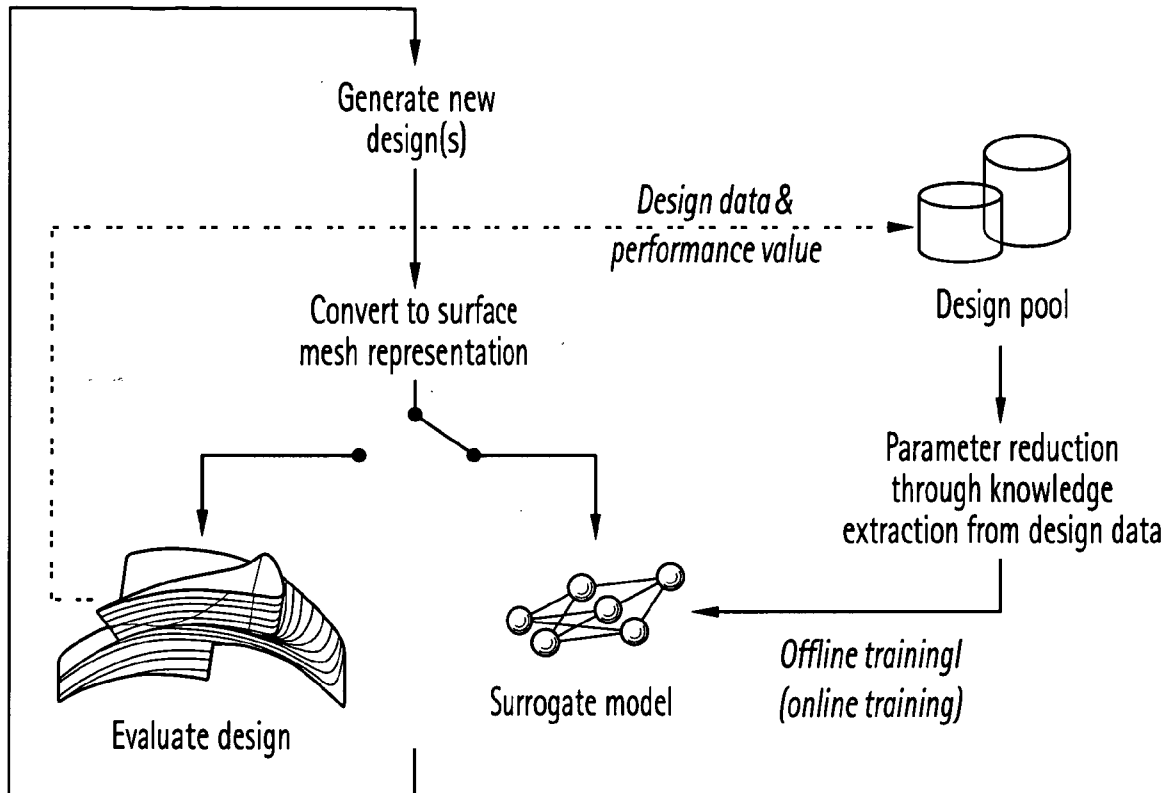 Generate new
design(s)
Design data &
performance value
Design pool
Convert to surface
mesh representation
Parameter reduction
through knowledge
extraction from design data
Offline trainingI
(online training)
Surrogate model
Evaluate design